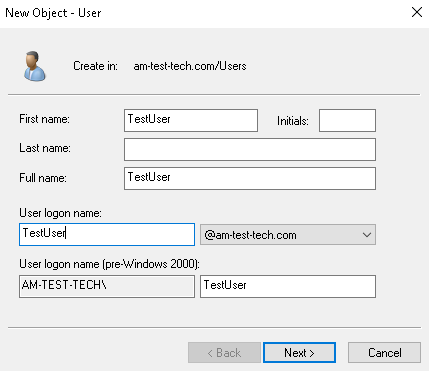 New Object - User
Create in: am-test-tech.com/Users
First name: TestUser Initials:
Last name:
Full name: TestUser
User logon name:
TestUser @am-test-tech.com
User logon name (pre-Windows 2000):
AM-TEST-TECH\ TestUser
< Back Next > Cancel